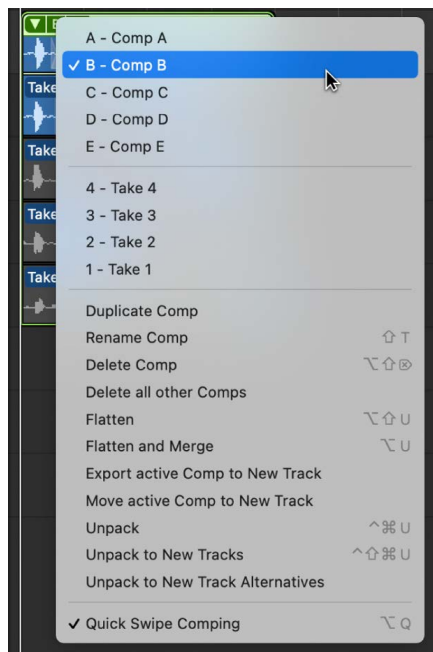 A - Comp A
✓ B - Comp B
C - Comp C
D - Comp D
E - Comp E
4 - Take 4
3 - Take 3
2 - Take 2
1 - Take 1
Duplicate Comp
Rename Comp ⇧ T
Delete Comp ⌥⇧⌦
Delete all other Comps
Flatten ⌥⇧ U
Flatten and Merge ⌥ U
Export active Comp to New Track
Move active Comp to New Track
Unpack ^⌘ U
Unpack to New Tracks ^⇧⌘ U
Unpack to New Track Alternatives
✓ Quick Swipe Comping ⌥ Q
Take
Take
Take
Take